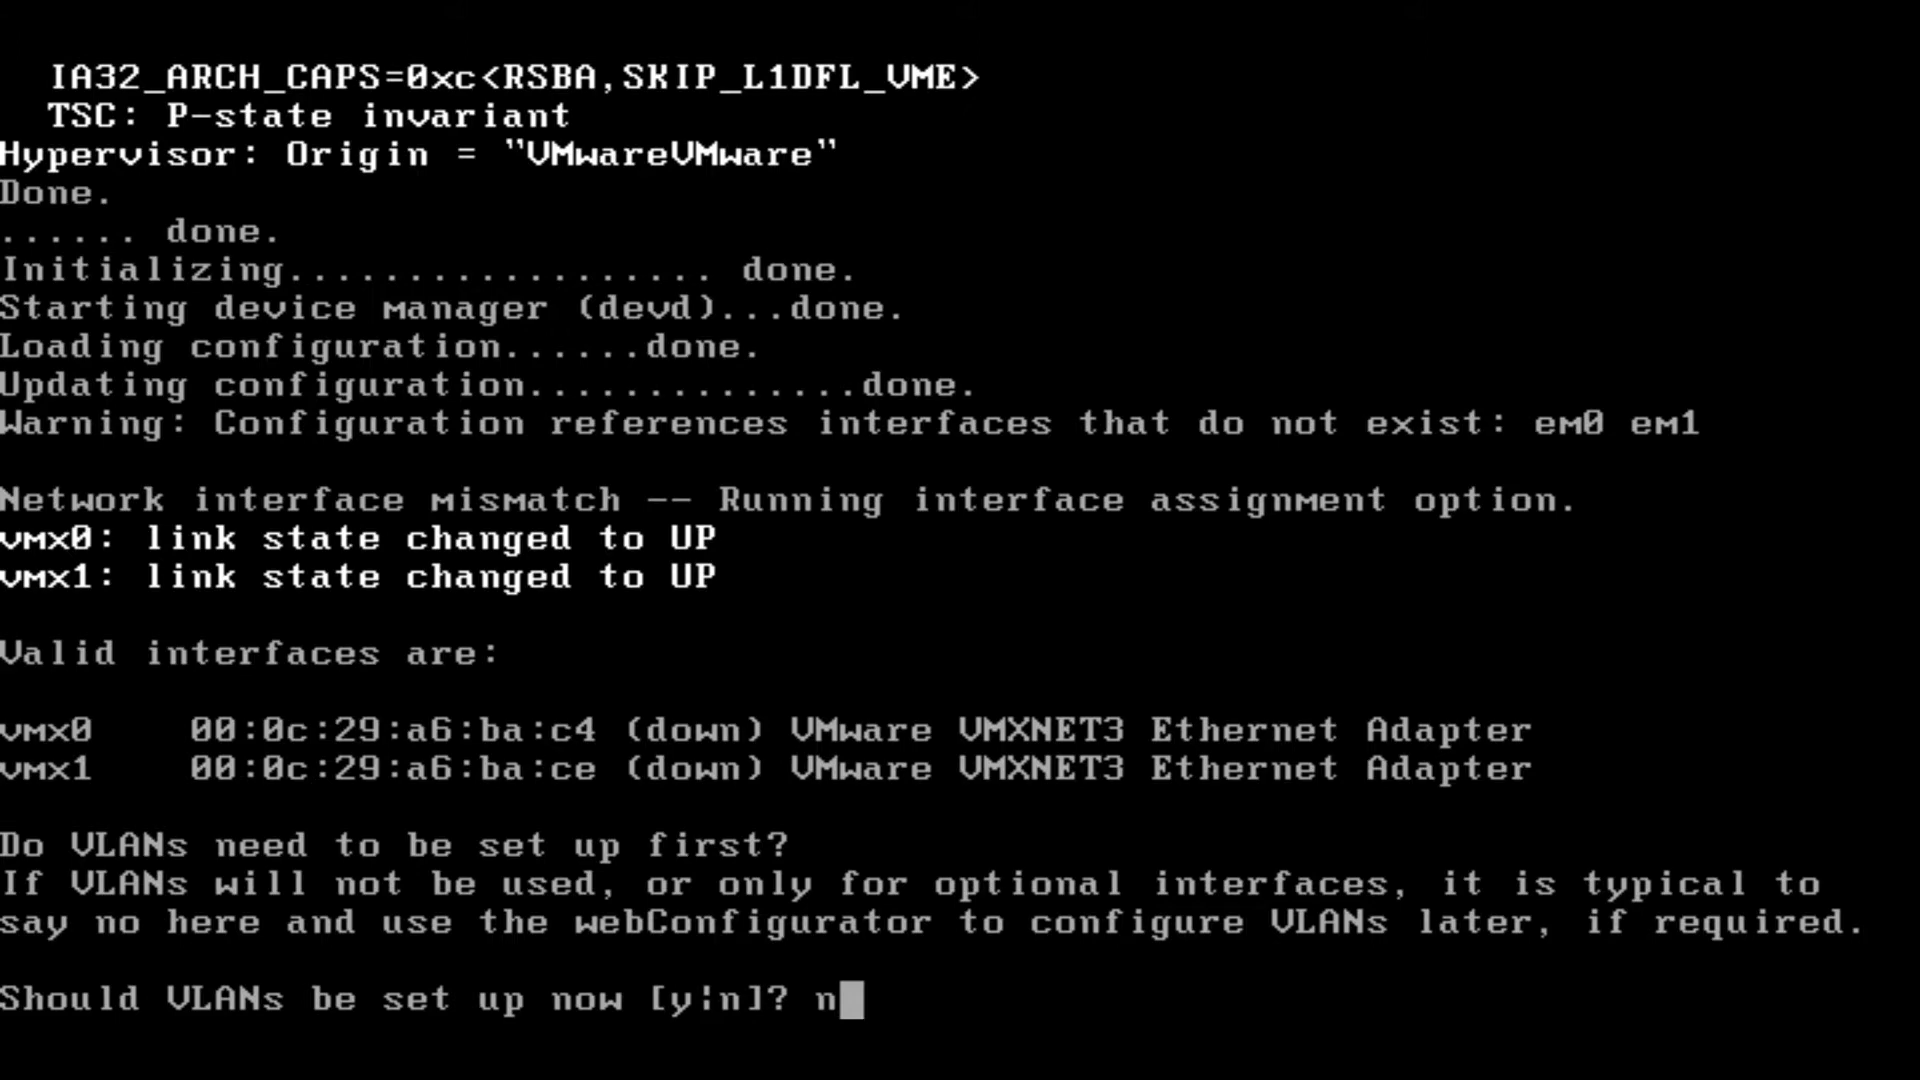 IA32_ARCH_CAPS=0xc<RSBA,SKIP_L1DFL_VME>
TSC: P-state invariant
Hypervisor: Origin = "VMwareVMware"
Done.
...... done.
Initializing.................. done.
Starting device manager (devd)...done.
Loading configuration......done.
Updating configuration..............done.
Warning: Configuration references interfaces that do not exist: em0 em1
Network interface mismatch -- Running interface assignment option.
vmx0: link state changed to UP
vmx1: link state changed to UP
Valid interfaces are:
vmx0    00:0c:29:a6:ba:c4 (down) VMware VMXNET3 Ethernet Adapter
vmx1    00:0c:29:a6:ba:ce (down) VMware VMXNET3 Ethernet Adapter
Do VLANs need to be set up first?
If VLANs will not be used, or only for optional interfaces, it is typical to
say no here and use the webConfigurator to configure VLANs later, if required.
Should VLANs be set up now [y|n]? n